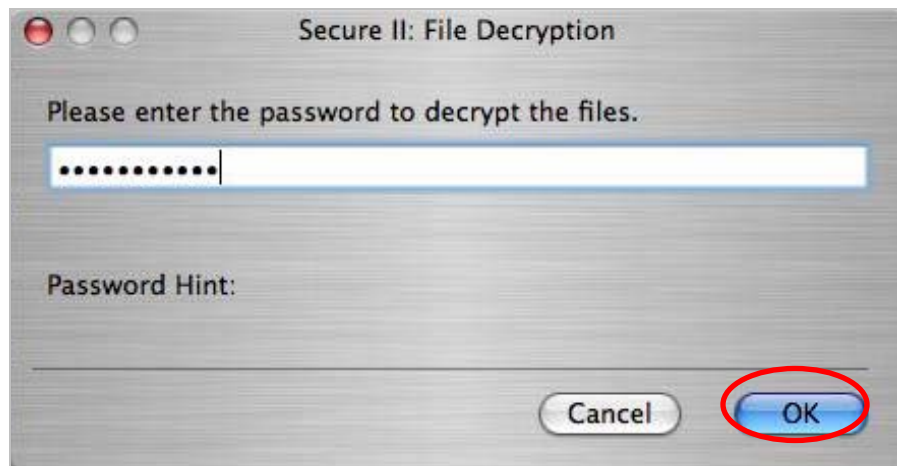 Secure II: File Decryption
Please enter the password to decrypt the files.
•••••••••••
Password Hint:
Cancel
OK